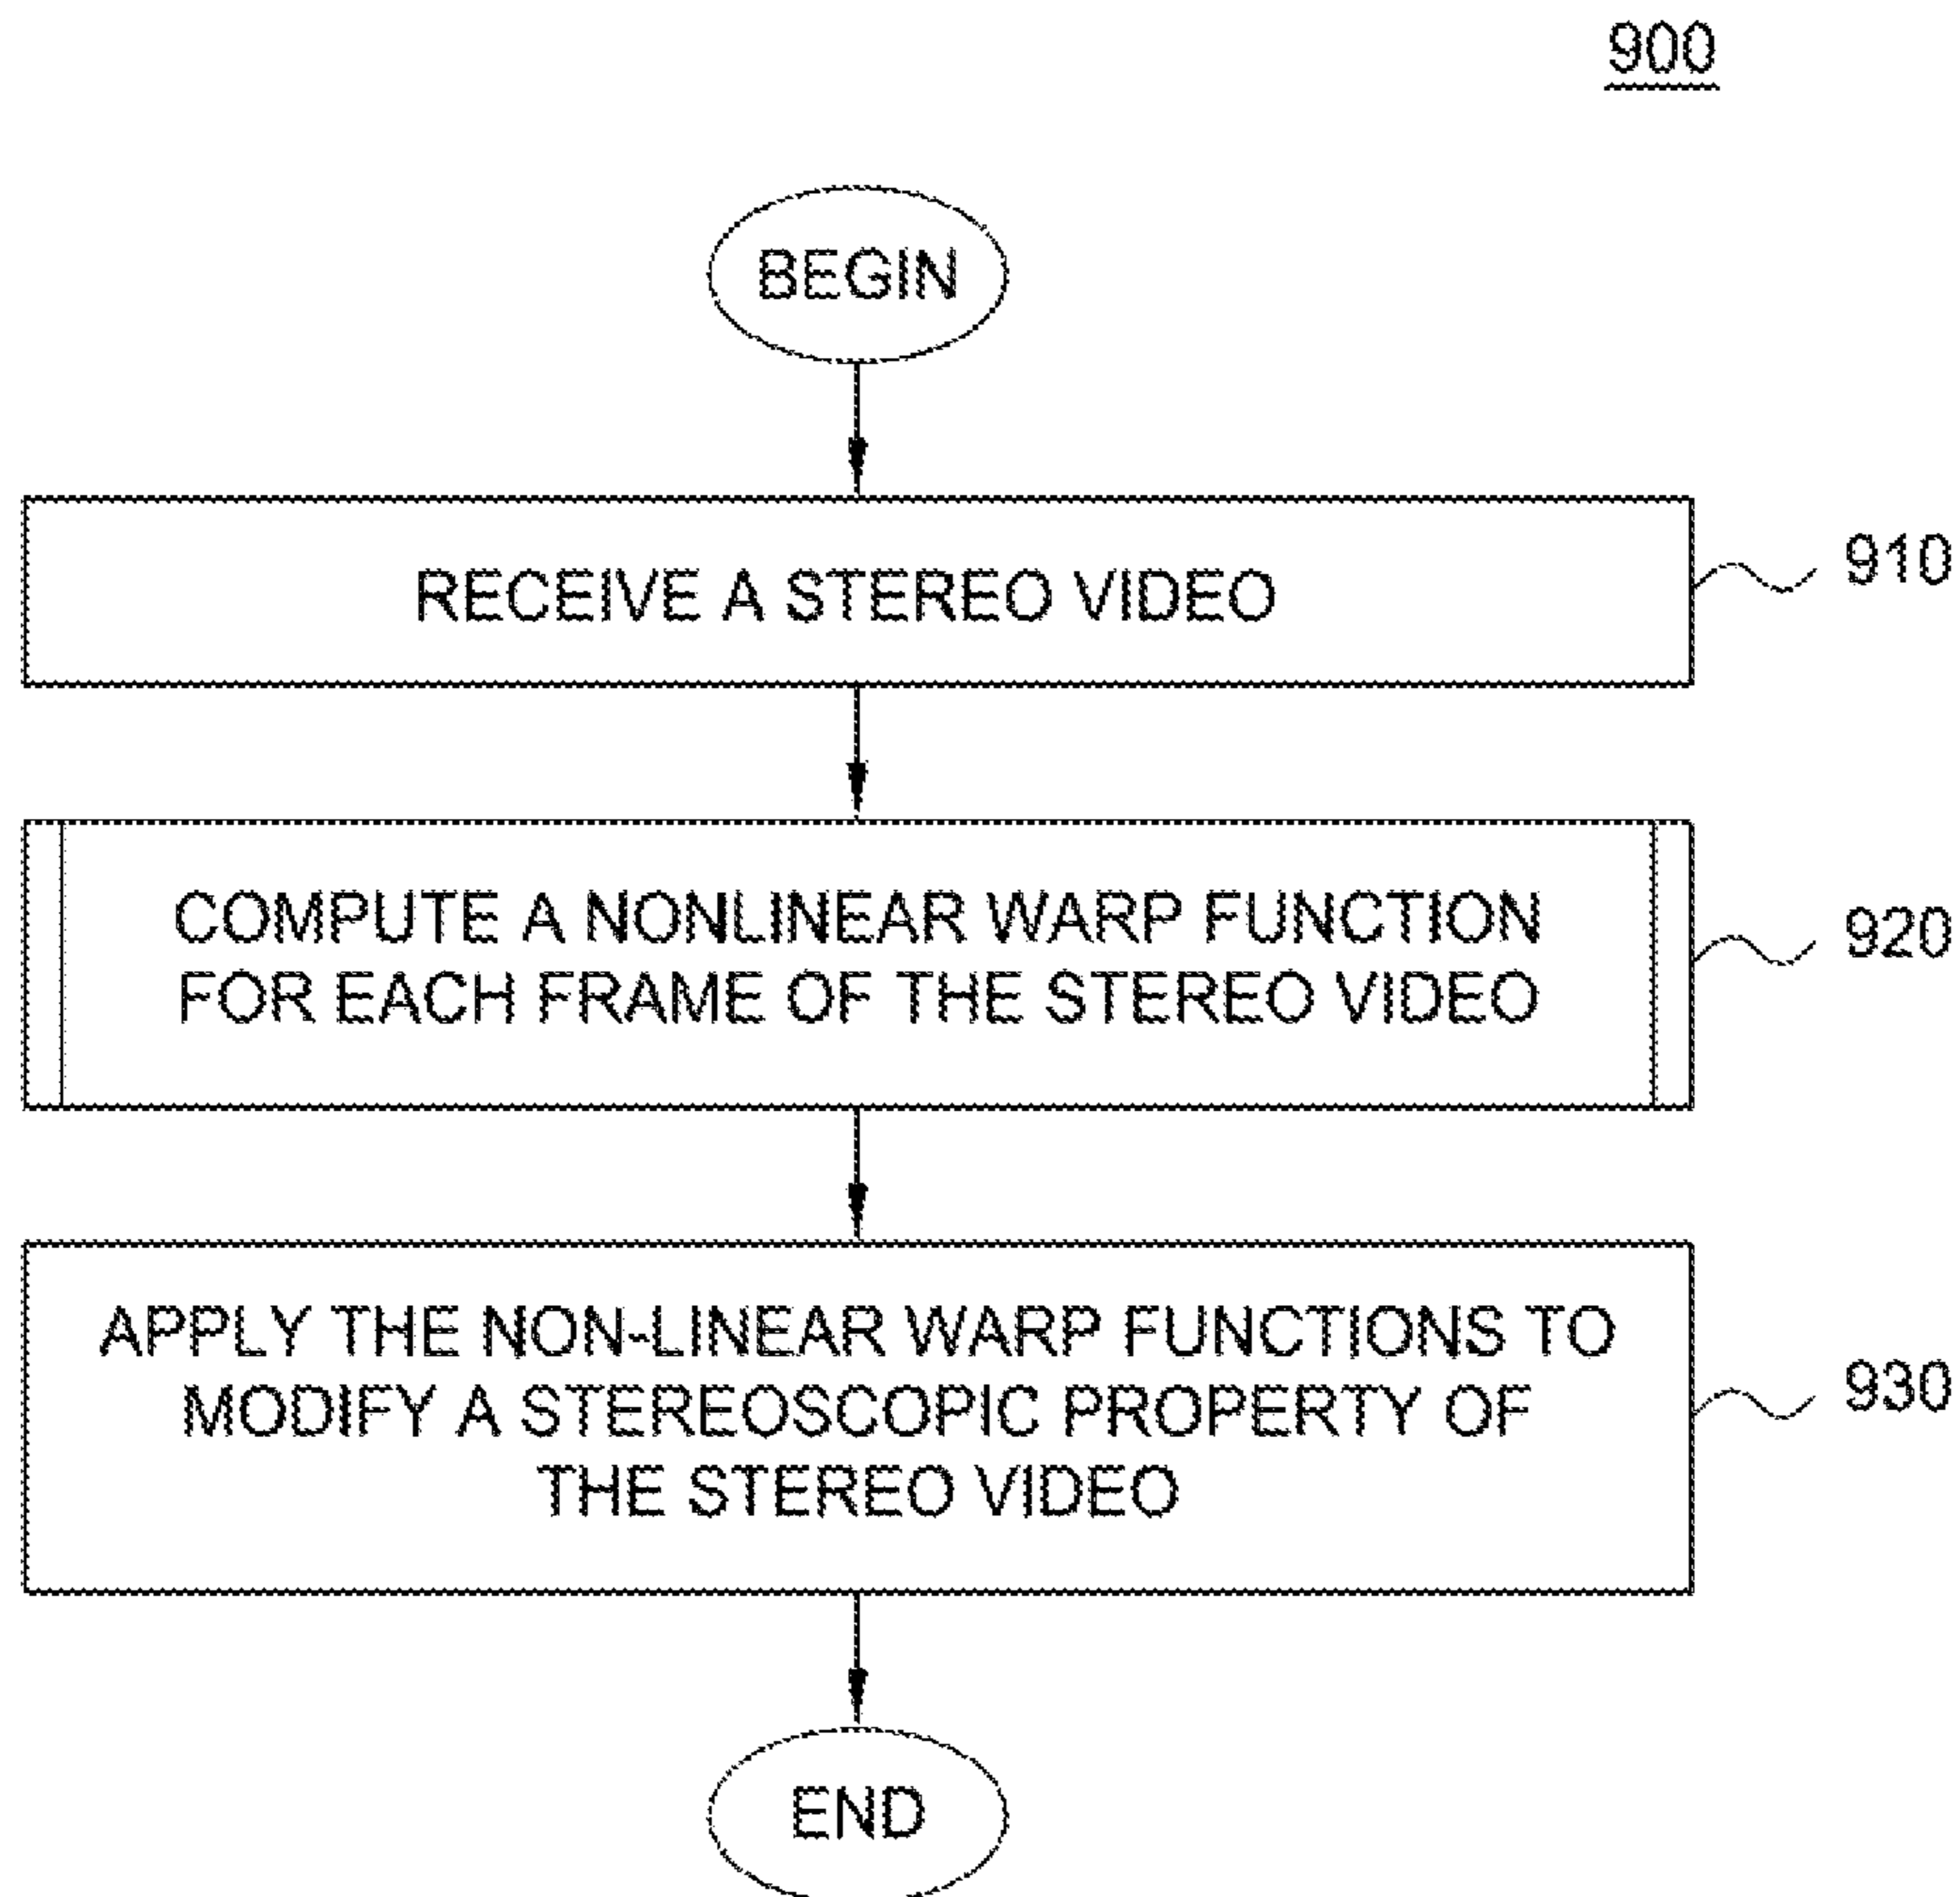 900
BEGIN
RECEIVE A STEREO VIDEO
910
COMPUTE A NONLINEAR WARP FUNCTION
FOR EACH FRAME OF THE STEREO VIDEO
920
APPLY THE NON-LINEAR WARP FUNCTIONS TO
MODIFY A STEREOSCOPIC PROPERTY OF
THE STEREO VIDEO
930
END